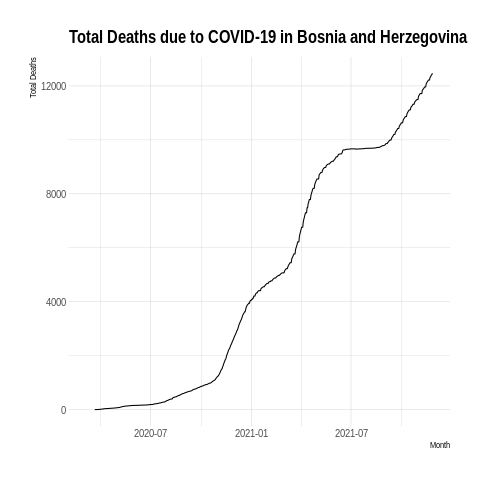 Total Deaths due to COVID-19 in Bosnia and Herzegovina
Total Deaths
12000
8000
4000
0
2020-07
2021-01
2021-07
Month